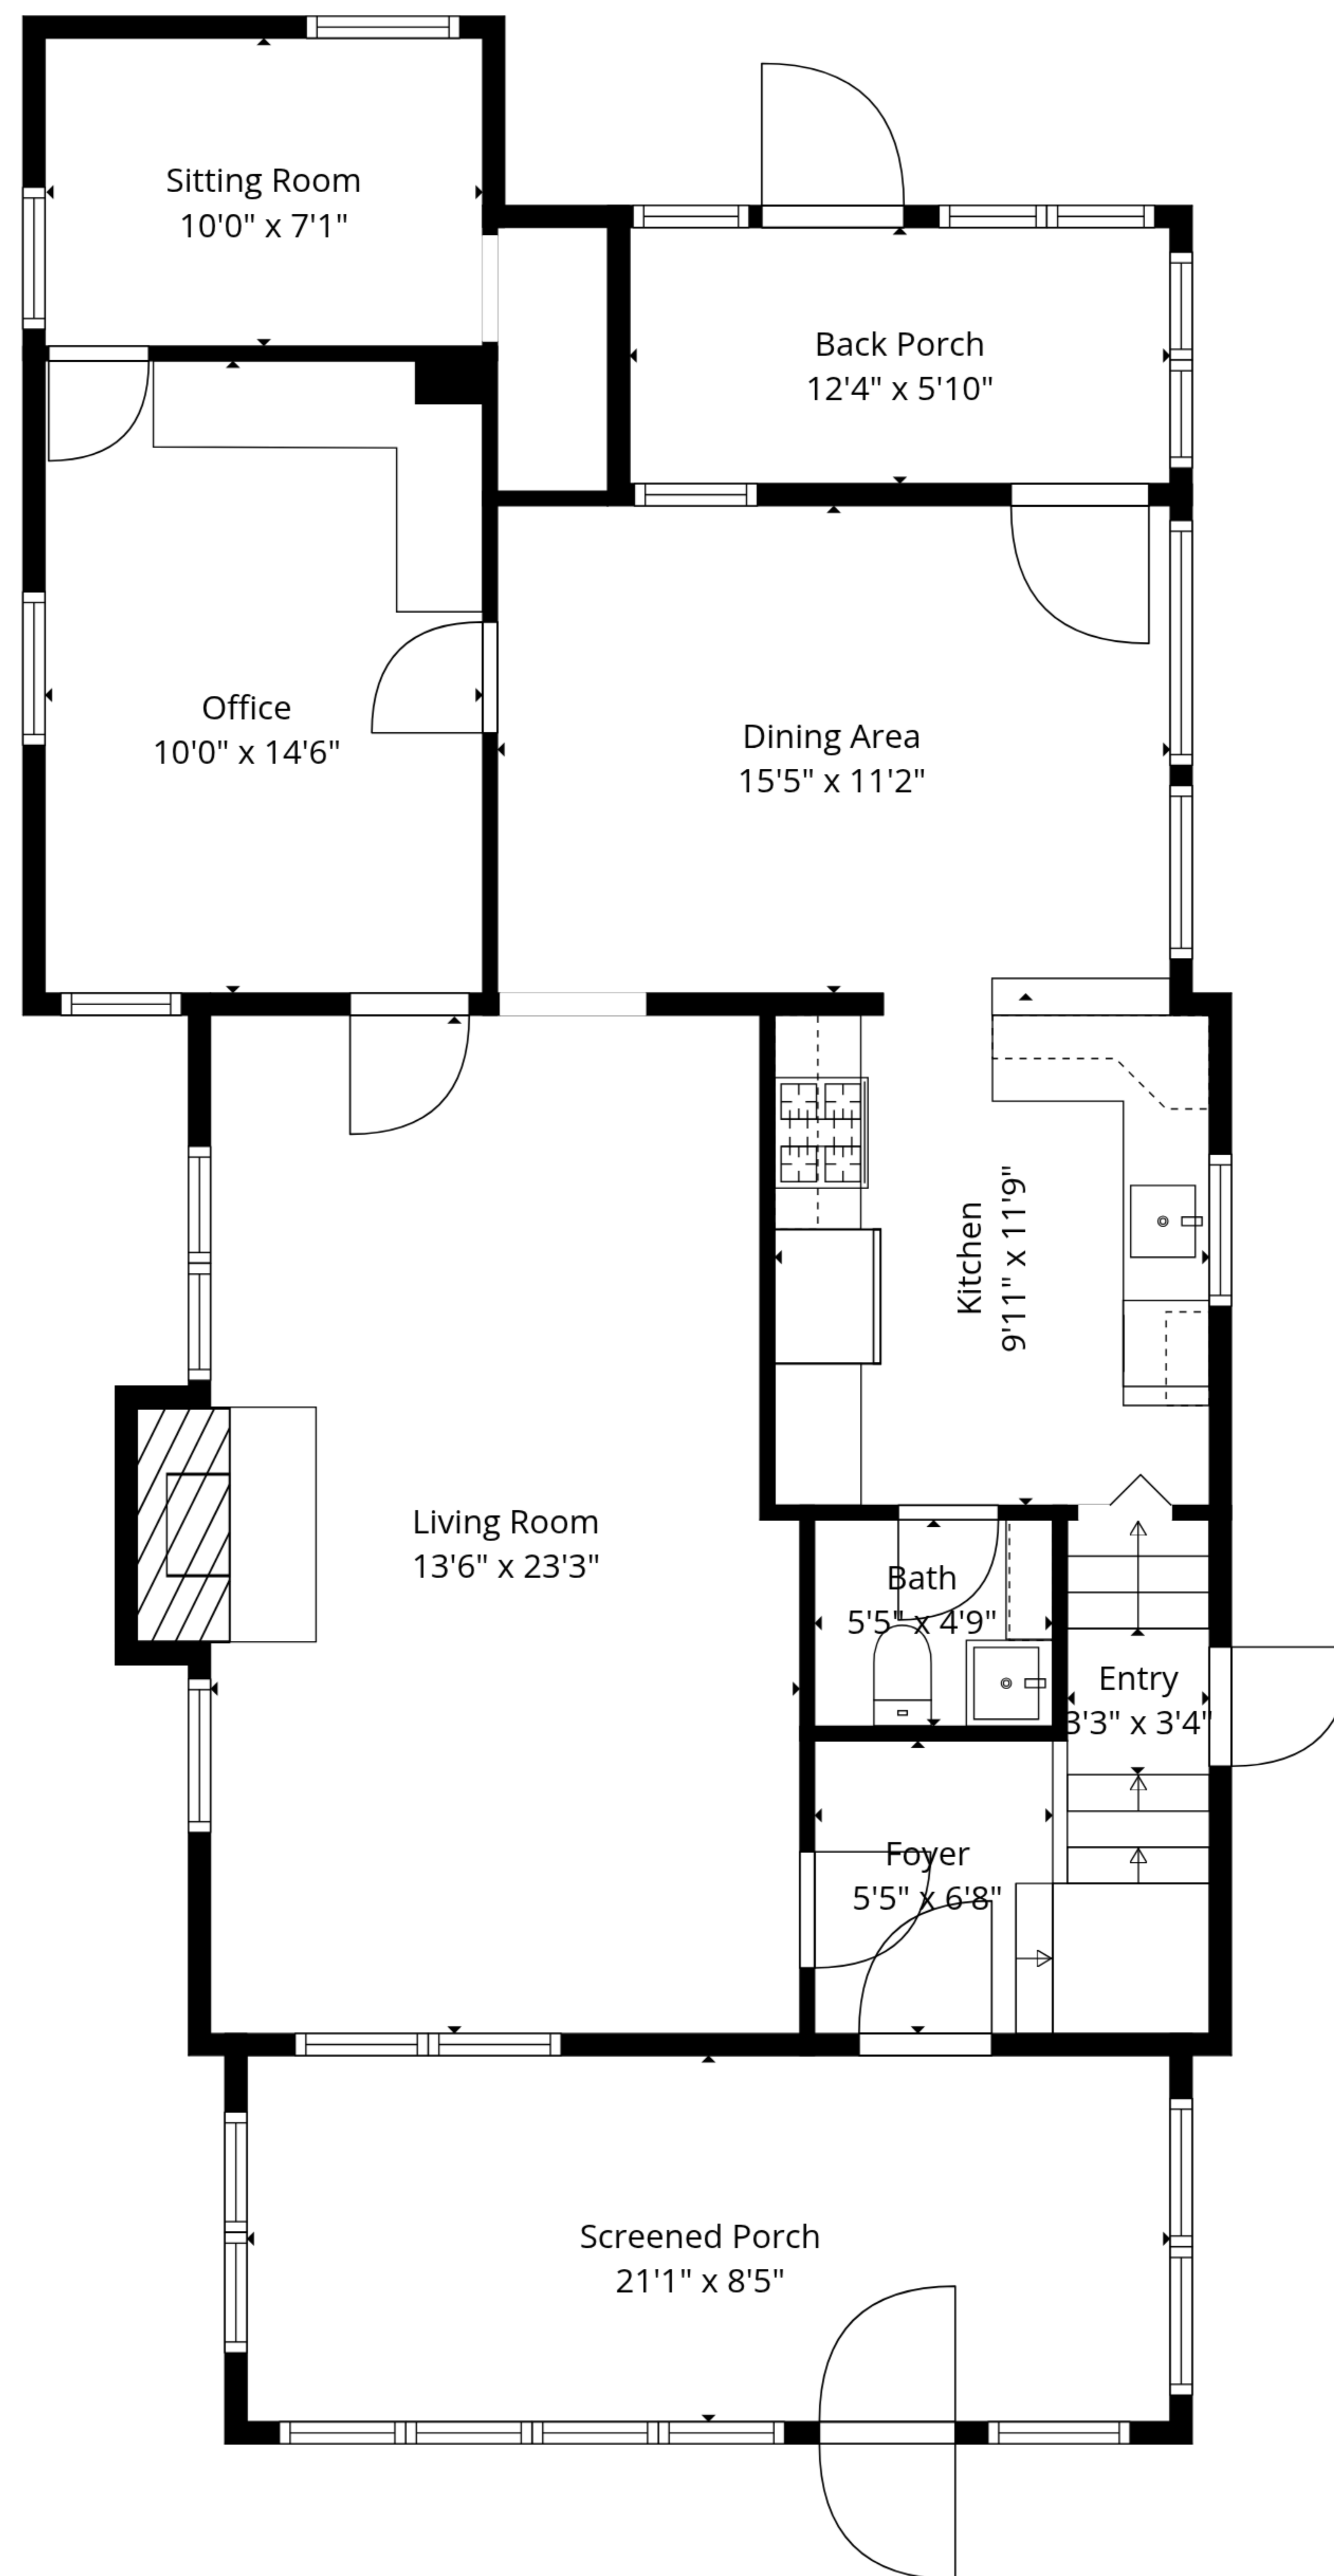 Sitting Room
10'0" x 7'1"
Back Porch
12'4" x 5'10"
Office
10'0" x 14'6"
Dining Area
15'5" x 11'2"
Kitchen
9'11" x 11'9"
Living Room
13'6" x 23'3"
Bath
5'5" x 4'9"
Entry
3'3" x 3'4"
Foyer
5'5" x 6'8"
Screened Porch
21'1" x 8'5"